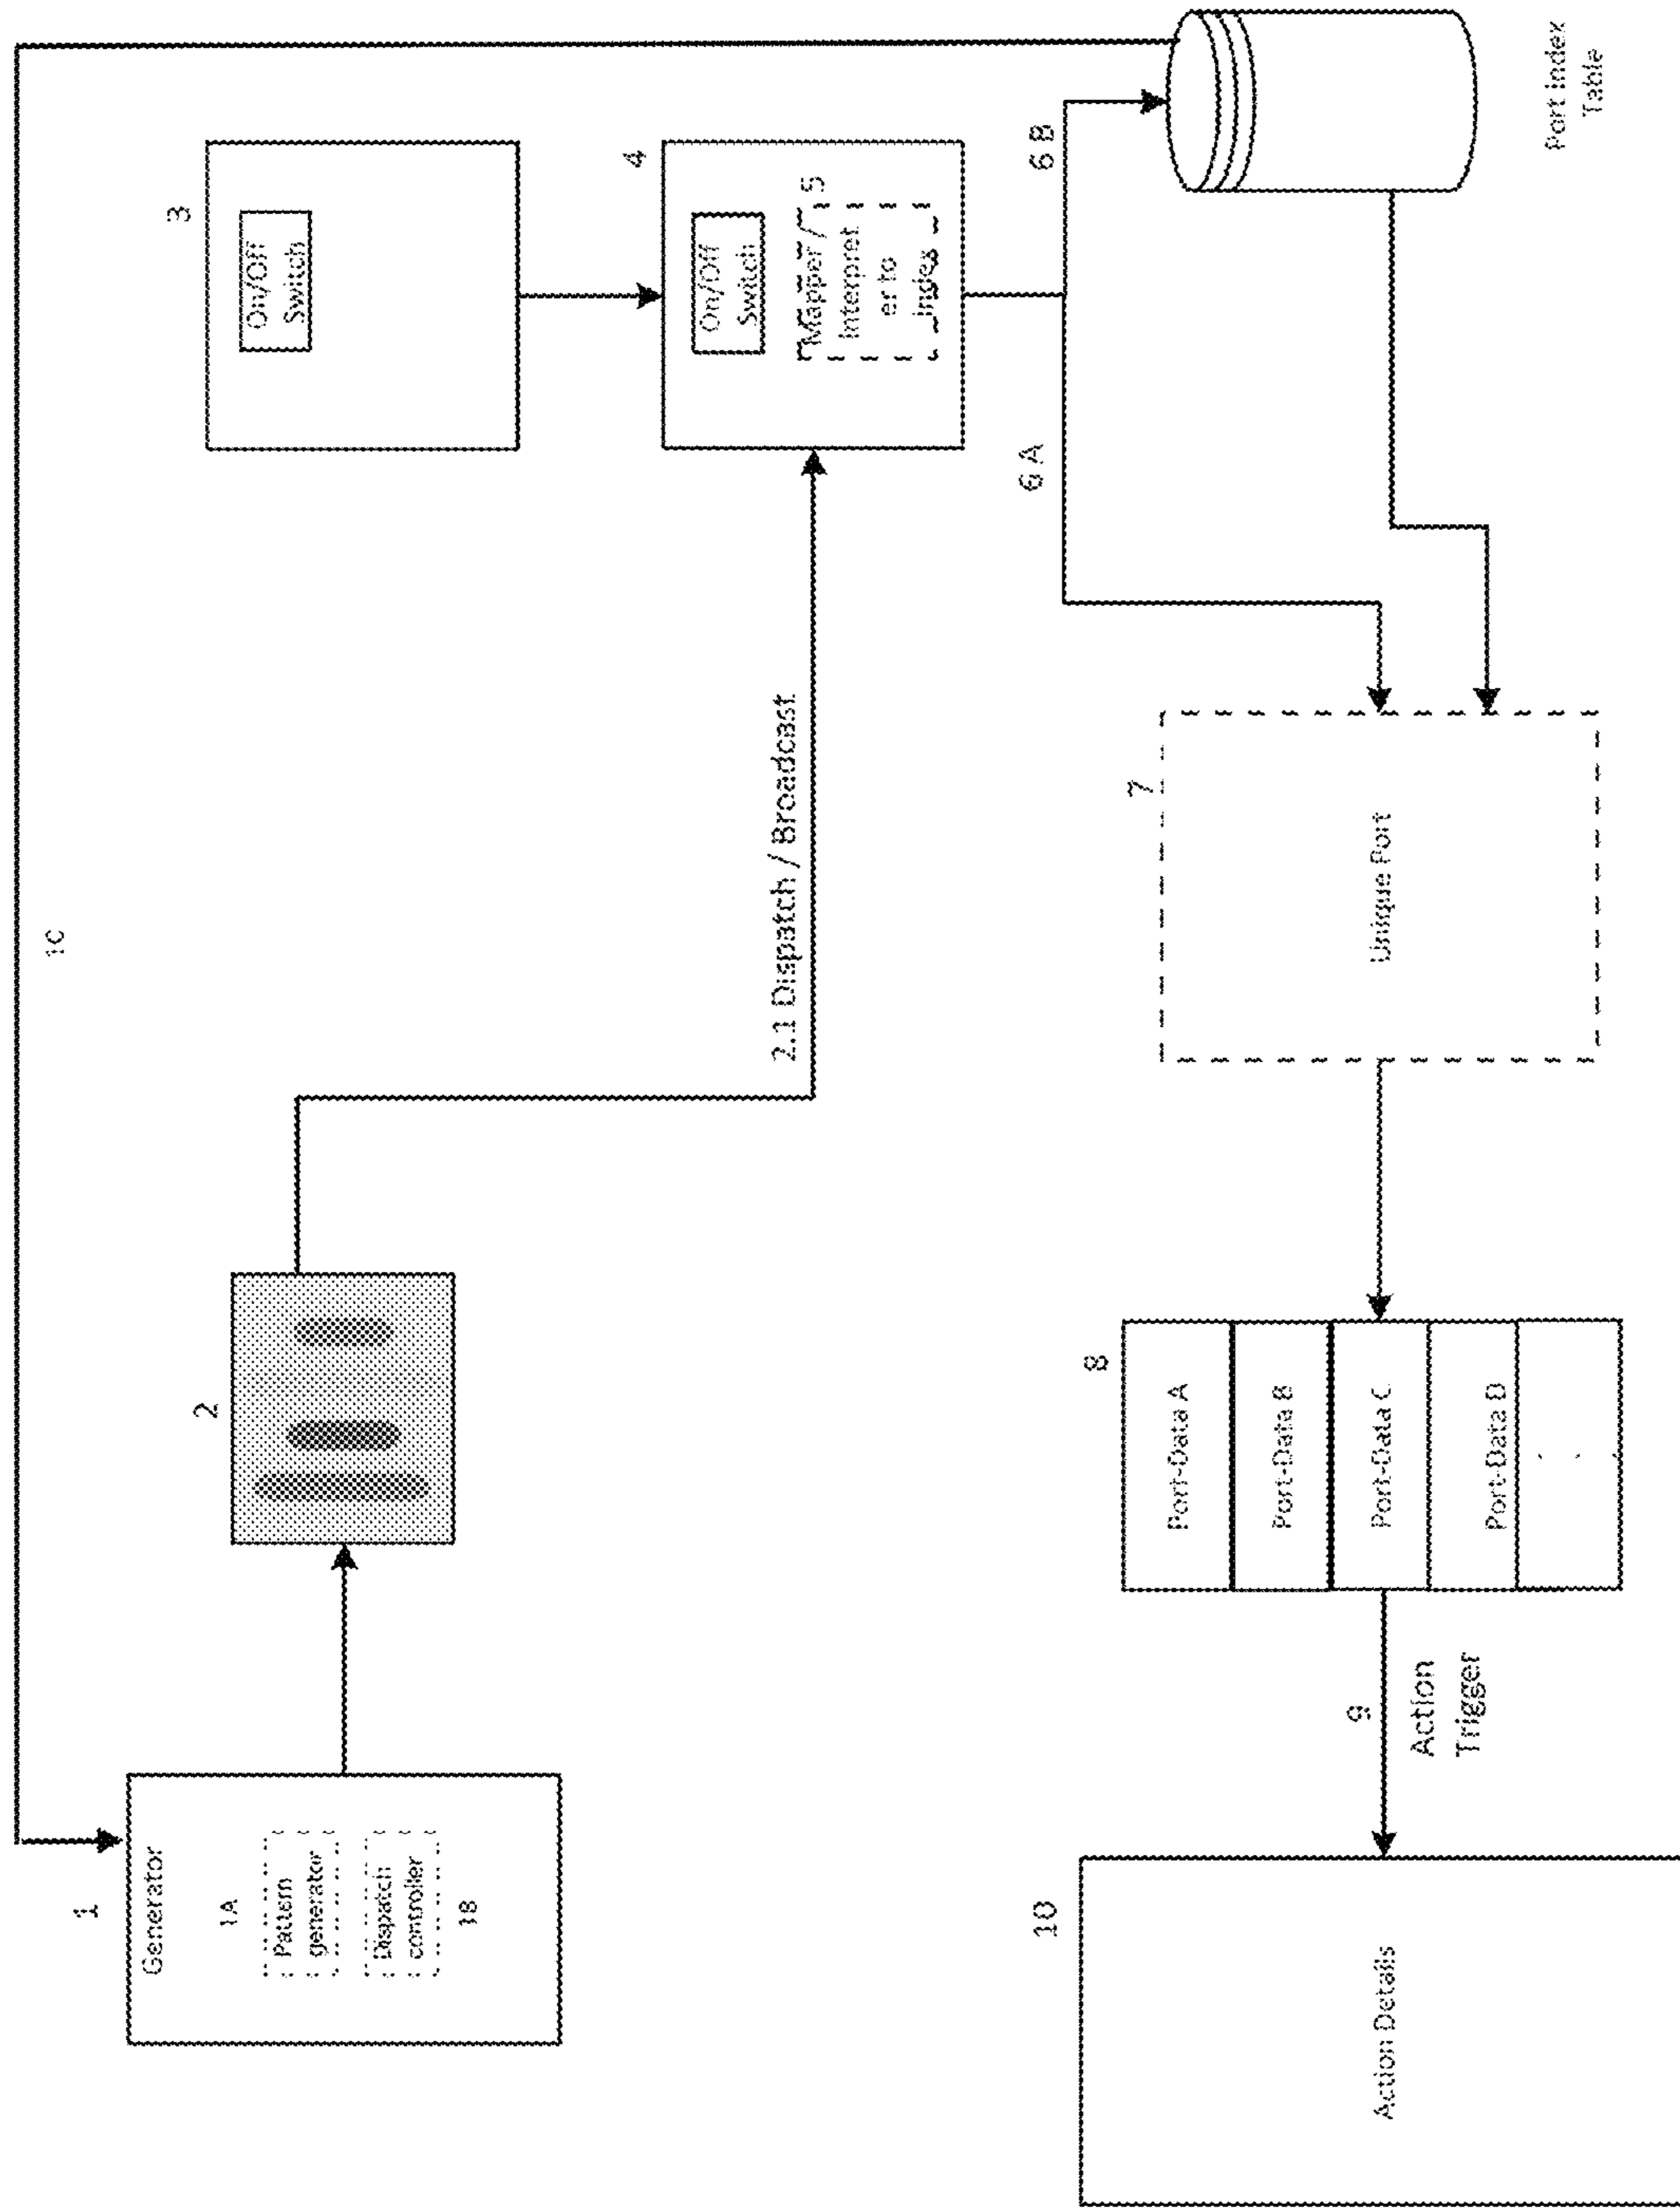 1
Generator
1A
Pattern
generator
Dispatch
controller
1B
1C
2
2.1 Dispatch / Broadcast
3
On/Off
Switch
4
On/Off
Switch
5
Mapper /
Interpret
er to
index
6 A
6 B
Port Index
Table
7
Unique Port
8
Port-Data A
Port-Data B
Port-Data C
Port-Data D
9
Action
Trigger
10
Action Details